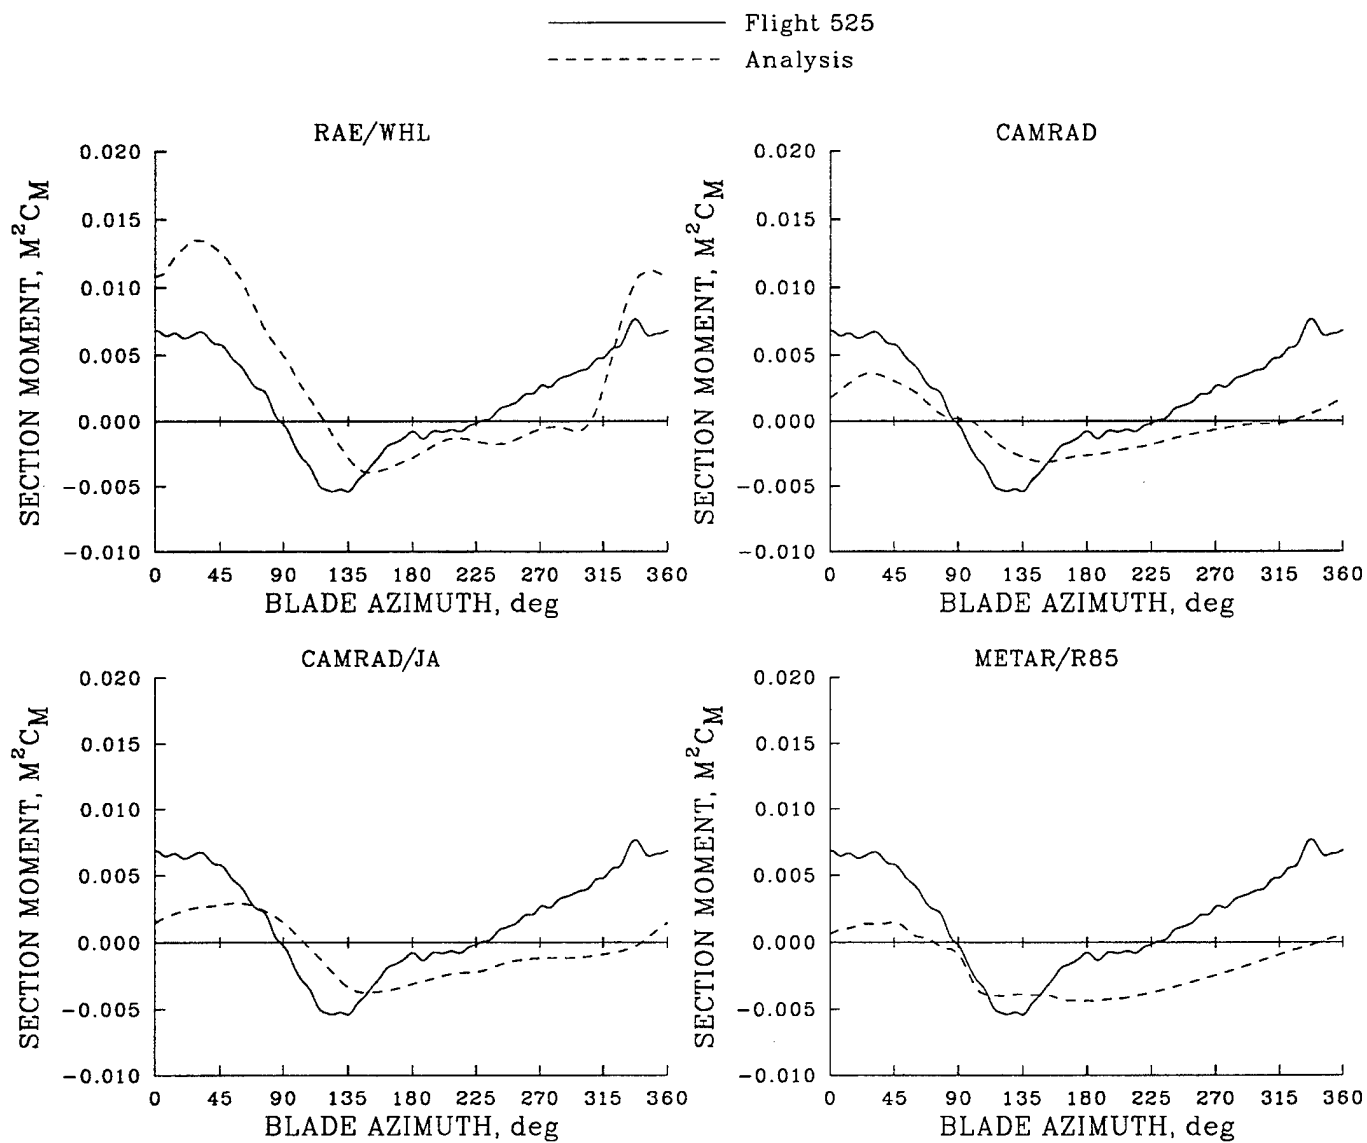 Flight 525
Analysis
RAE/WHL
SECTION MOMENT, M²C_M
0.020
0.015
0.010
0.005
0.000
−0.005
−0.010
0 45 90 135 180 225 270 315 360
BLADE AZIMUTH, deg
CAMRAD
SECTION MOMENT, M²C_M
0.020
0.015
0.010
0.005
0.000
−0.005
−0.010
0 45 90 135 180 225 270 315 360
BLADE AZIMUTH, deg
CAMRAD/JA
SECTION MOMENT, M²C_M
0.020
0.015
0.010
0.005
0.000
−0.005
−0.010
0 45 90 135 180 225 270 315 360
BLADE AZIMUTH, deg
METAR/R85
SECTION MOMENT, M²C_M
0.020
0.015
0.010
0.005
0.000
−0.005
−0.010
0 45 90 135 180 225 270 315 360
BLADE AZIMUTH, deg